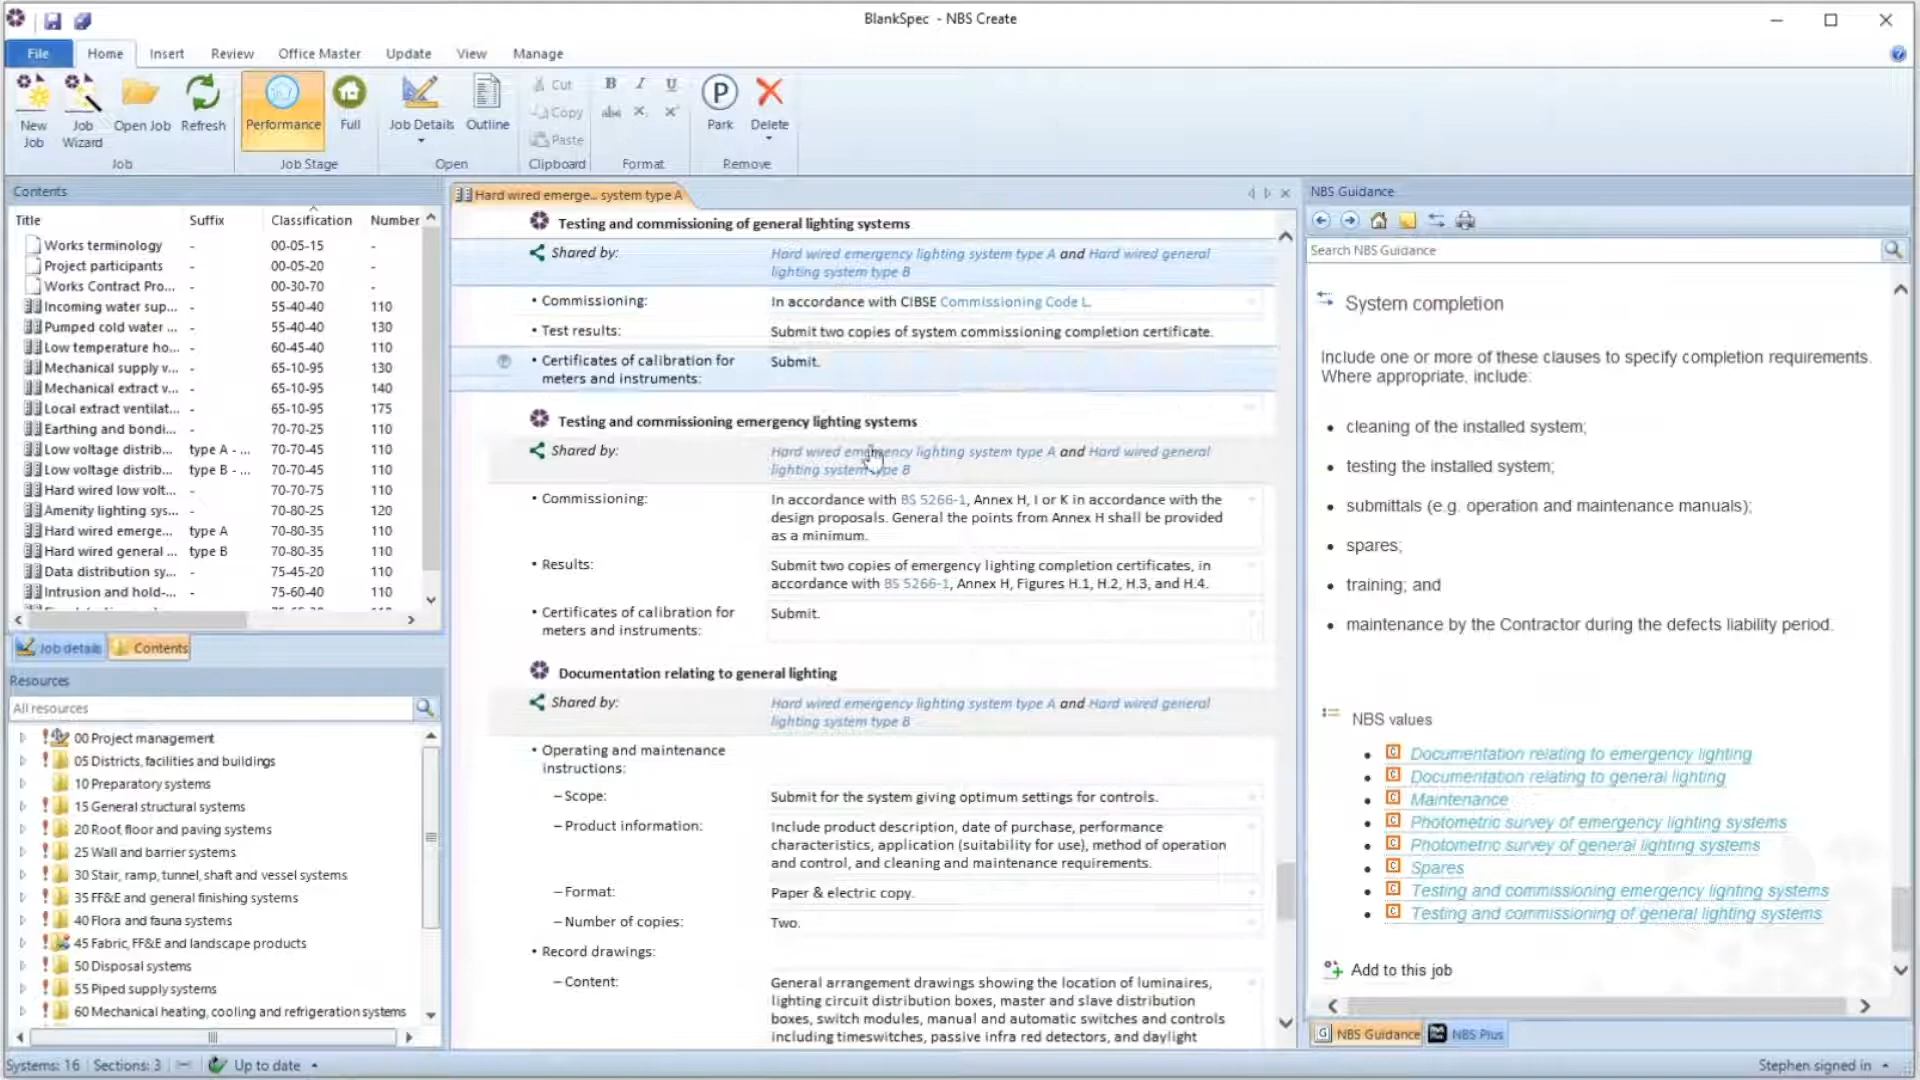 BlankSpec - NBS Create
File Home Insert Review Office Master Update View Manage
New Job
Job Wizard
Open Job
Refresh
Performance
Full
Job Details
Outline
Cut
Copy
Paste
B I U
abc X X
Park
Delete
Job
Job Stage
Open
Clipboard
Format
Remove
Contents
Title Suffix Classification Number
Works terminology - 00-05-15 -
Project participants - 00-05-20 -
Works Contract Pro... - 00-30-70 -
Incoming water sup... - 55-40-40 110
Pumped cold water ... - 55-40-40 130
Low temperature ho... - 60-45-40 110
Mechanical supply v... - 65-10-95 130
Mechanical extract v... - 65-10-95 140
Local extract ventilat... - 65-10-95 175
Earthing and bondi... - 70-70-25 110
Low voltage distrib... type A - ... 70-70-45 110
Low voltage distrib... type B - ... 70-70-45 110
Hard wired low volt... - 70-70-75 110
Amenity lighting sys... - 70-80-25 120
Hard wired emerge... type A 70-80-35 110
Hard wired general ... type B 70-80-35 110
Data distribution sy... - 75-45-20 110
Intrusion and hold-... - 75-60-40 110
Job details Contents
Resources
All resources
00 Project management
05 Districts, facilities and buildings
10 Preparatory systems
15 General structural systems
20 Roof, floor and paving systems
25 Wall and barrier systems
30 Stair, ramp, tunnel, shaft and vessel systems
35 FF&E and general finishing systems
40 Flora and fauna systems
45 Fabric, FF&E and landscape products
50 Disposal systems
55 Piped supply systems
60 Mechanical heating, cooling and refrigeration systems
Hard wired emerge... system type A
Testing and commissioning of general lighting systems
Shared by: Hard wired emergency lighting system type A and Hard wired general
lighting system type B
• Commissioning: In accordance with CIBSE Commissioning Code L.
• Test results: Submit two copies of system commissioning completion certificate.
• Certificates of calibration for Submit.
meters and instruments:
Testing and commissioning emergency lighting systems
Shared by: Hard wired emergency lighting system type A and Hard wired general
lighting system type B
• Commissioning: In accordance with BS 5266-1, Annex H, I or K in accordance with the
design proposals. General the points from Annex H shall be provided
as a minimum.
• Results: Submit two copies of emergency lighting completion certificates, in
accordance with BS 5266-1, Annex H, Figures H.1, H.2, H.3, and H.4.
• Certificates of calibration for Submit.
meters and instruments:
Documentation relating to general lighting
Shared by: Hard wired emergency lighting system type A and Hard wired general
lighting system type B
• Operating and maintenance
instructions:
– Scope: Submit for the system giving optimum settings for controls.
– Product information: Include product description, date of purchase, performance
characteristics, application (suitability for use), method of operation
and control, and cleaning and maintenance requirements.
– Format: Paper & electric copy.
– Number of copies: Two.
• Record drawings:
– Content: General arrangement drawings showing the location of luminaires,
lighting circuit distribution boxes, master and slave distribution
boxes, switch modules, manual and automatic switches and controls
including timeswitches, passive infra red detectors, and daylight
NBS Guidance
Search NBS Guidance
System completion
Include one or more of these clauses to specify completion requirements.
Where appropriate, include:
• cleaning of the installed system;
• testing the installed system;
• submittals (e.g. operation and maintenance manuals);
• spares;
• training; and
• maintenance by the Contractor during the defects liability period.
NBS values
• C Documentation relating to emergency lighting
• C Documentation relating to general lighting
• C Maintenance
• C Photometric survey of emergency lighting systems
• C Photometric survey of general lighting systems
• C Spares
• C Testing and commissioning emergency lighting systems
• C Testing and commissioning of general lighting systems
Add to this job
G NBS Guidance NBS Plus
Systems: 16 Sections: 3 Up to date Stephen signed in